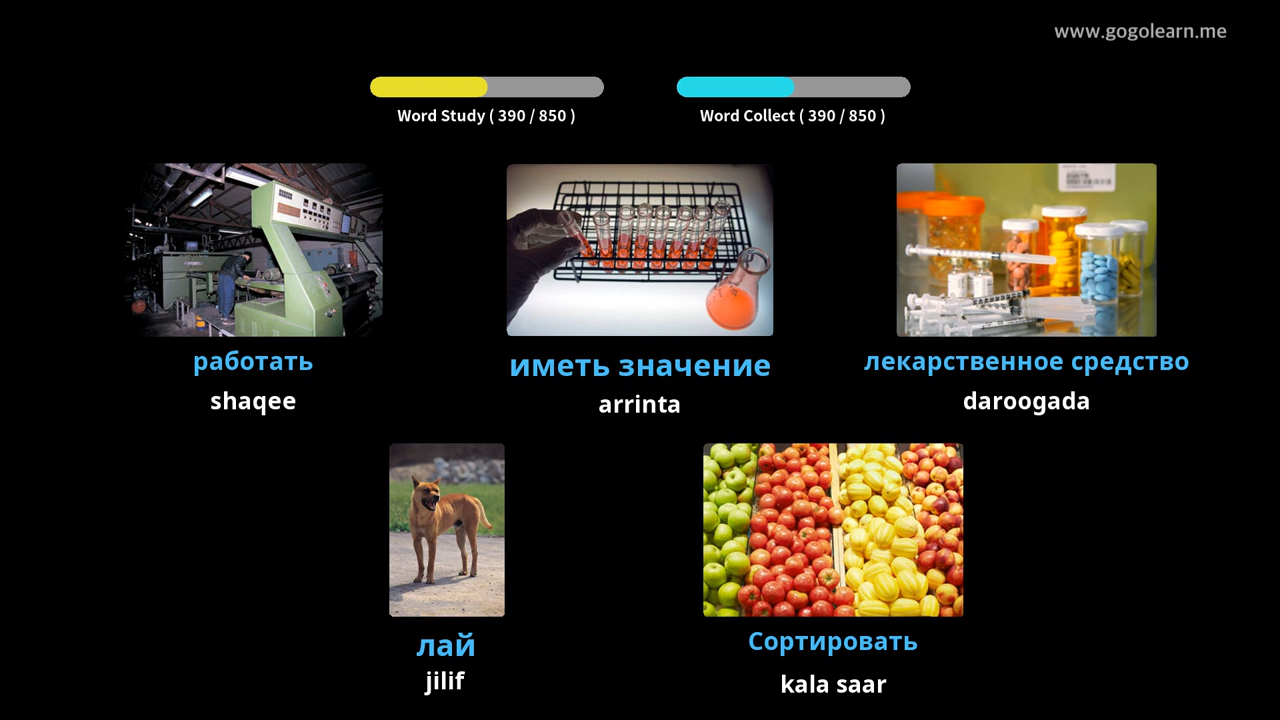 www.gogolearn.me
Word Study ( 390 / 850 )
Word Collect ( 390 / 850 )
работать
shaqee
иметь значение
arrinta
лекарственное средство
daroogada
лай
jilif
Сортировать
kala saar